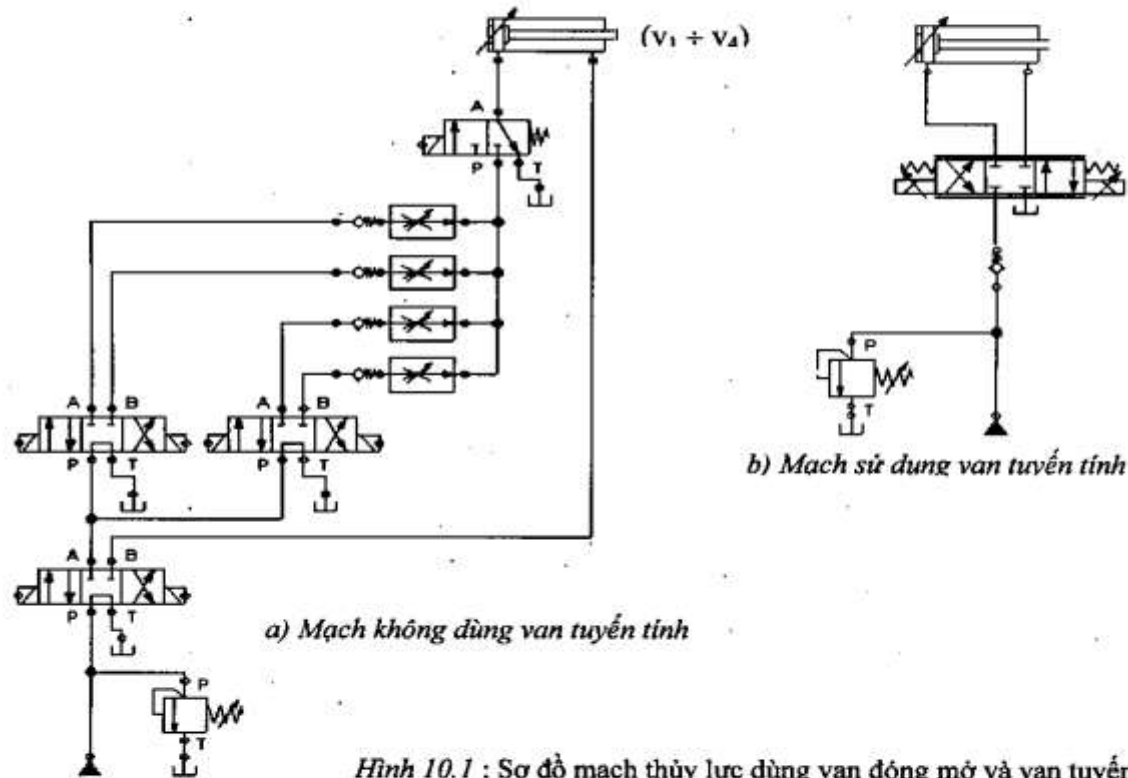 (v₁ ÷ v₄)
A
T
P
T
A
B
A
B
P
T
P
T
A
B
P
T
P
T
P
T
b) Mạch sử dụng van tuyến tính
a) Mạch không dùng van tuyến tính
Hình 10.1 : Sơ đồ mạch thủy lực dùng van đóng mở và van tuyến